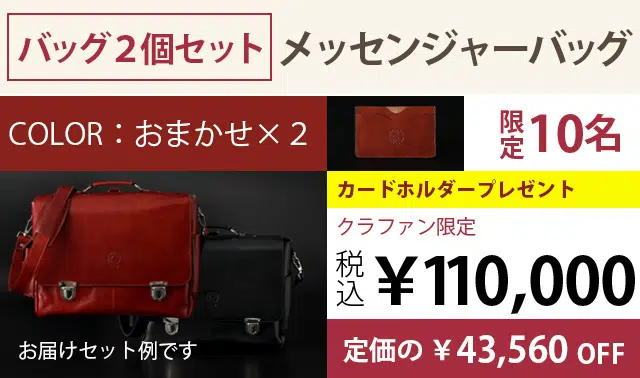 バッグ２個セット メッセンジャーバッグ
COLOR：おまかせ×２
限定10名
カードホルダープレゼント
クラファン限定
税込 ￥110,000
お届けセット例です
定価の ￥43,560 OFF